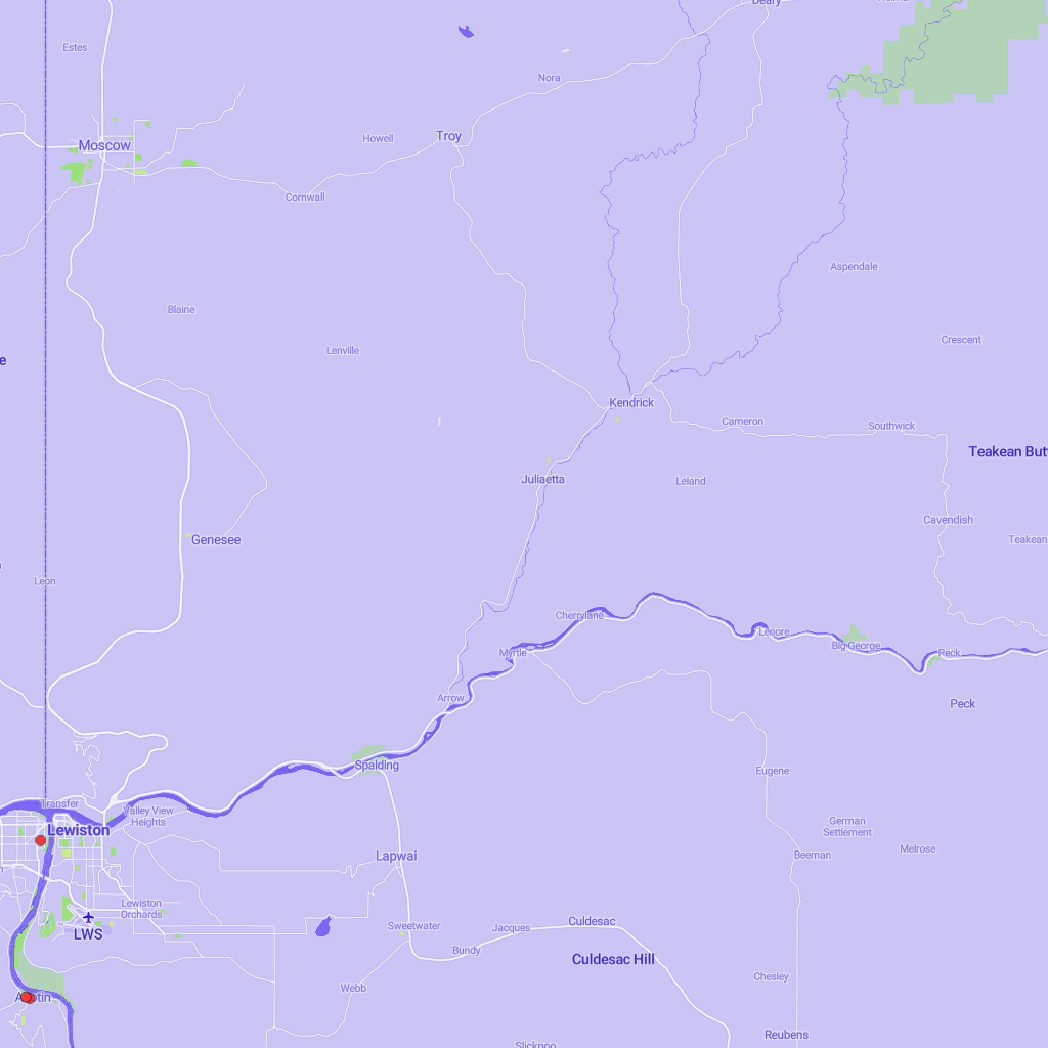 Deary
Estes
Nora
Howell
Troy
Moscow
Cornwall
Aspendale
Blaine
Crescent
Lenville
e
Kendrick
Cameron
Southwick
Teakean But
Juliaetta
Leland
Cavendish
Genesee
Teakean
Leon
Cherrylane
Lenore
Big George
Myrtle
Peck
Arrow
Peck
Spalding
Eugene
Transfer
Valley View
Heights
Lewiston
German
Settlement
Melrose
Lapwai
Beeman
Lewiston
Orchards
LWS
Sweetwater
Jacques
Culdesac
Bundy
Culdesac Hill
Chesley
Webb
Reubens
Slickpoo